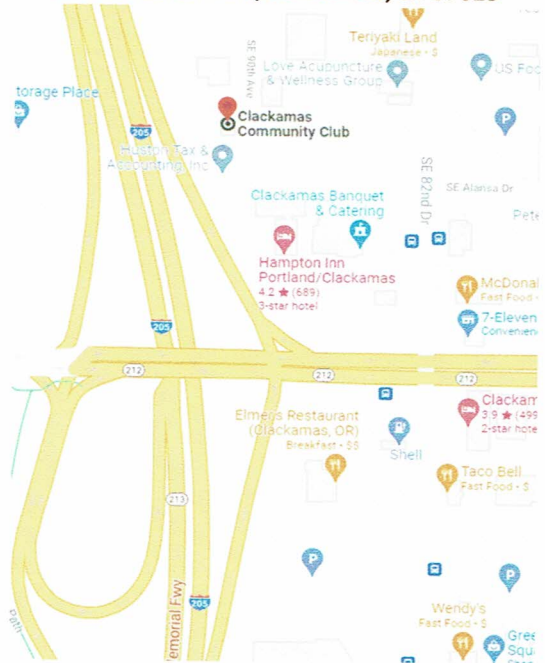 Teriyaki Land
Japanese · $
SE 90th Ave
Love Acupuncture
& Wellness Group
US Foo
torage Place
P
Clackamas
Community Club
205
Huston Tax &
Accounting, Inc
SE 82nd Dr
SE Alansa Dr
Clackamas Banquet
& Catering
Pete
Hampton Inn
Portland/Clackamas
4.2 ★ (689)
3-star hotel
McDonal
Fast Food ·
7-Eleven
Convenien
205
212
212
212
Elmer's Restaurant
(Clackamas, OR)
Breakfast · $$
Shell
Clackam
3.9 ★ (499
2-star hote
Taco Bell
Fast Food · $
213
P
P
205
emorial Fwy
Path
Wendy's
Fast Food · $
Gree
Squ